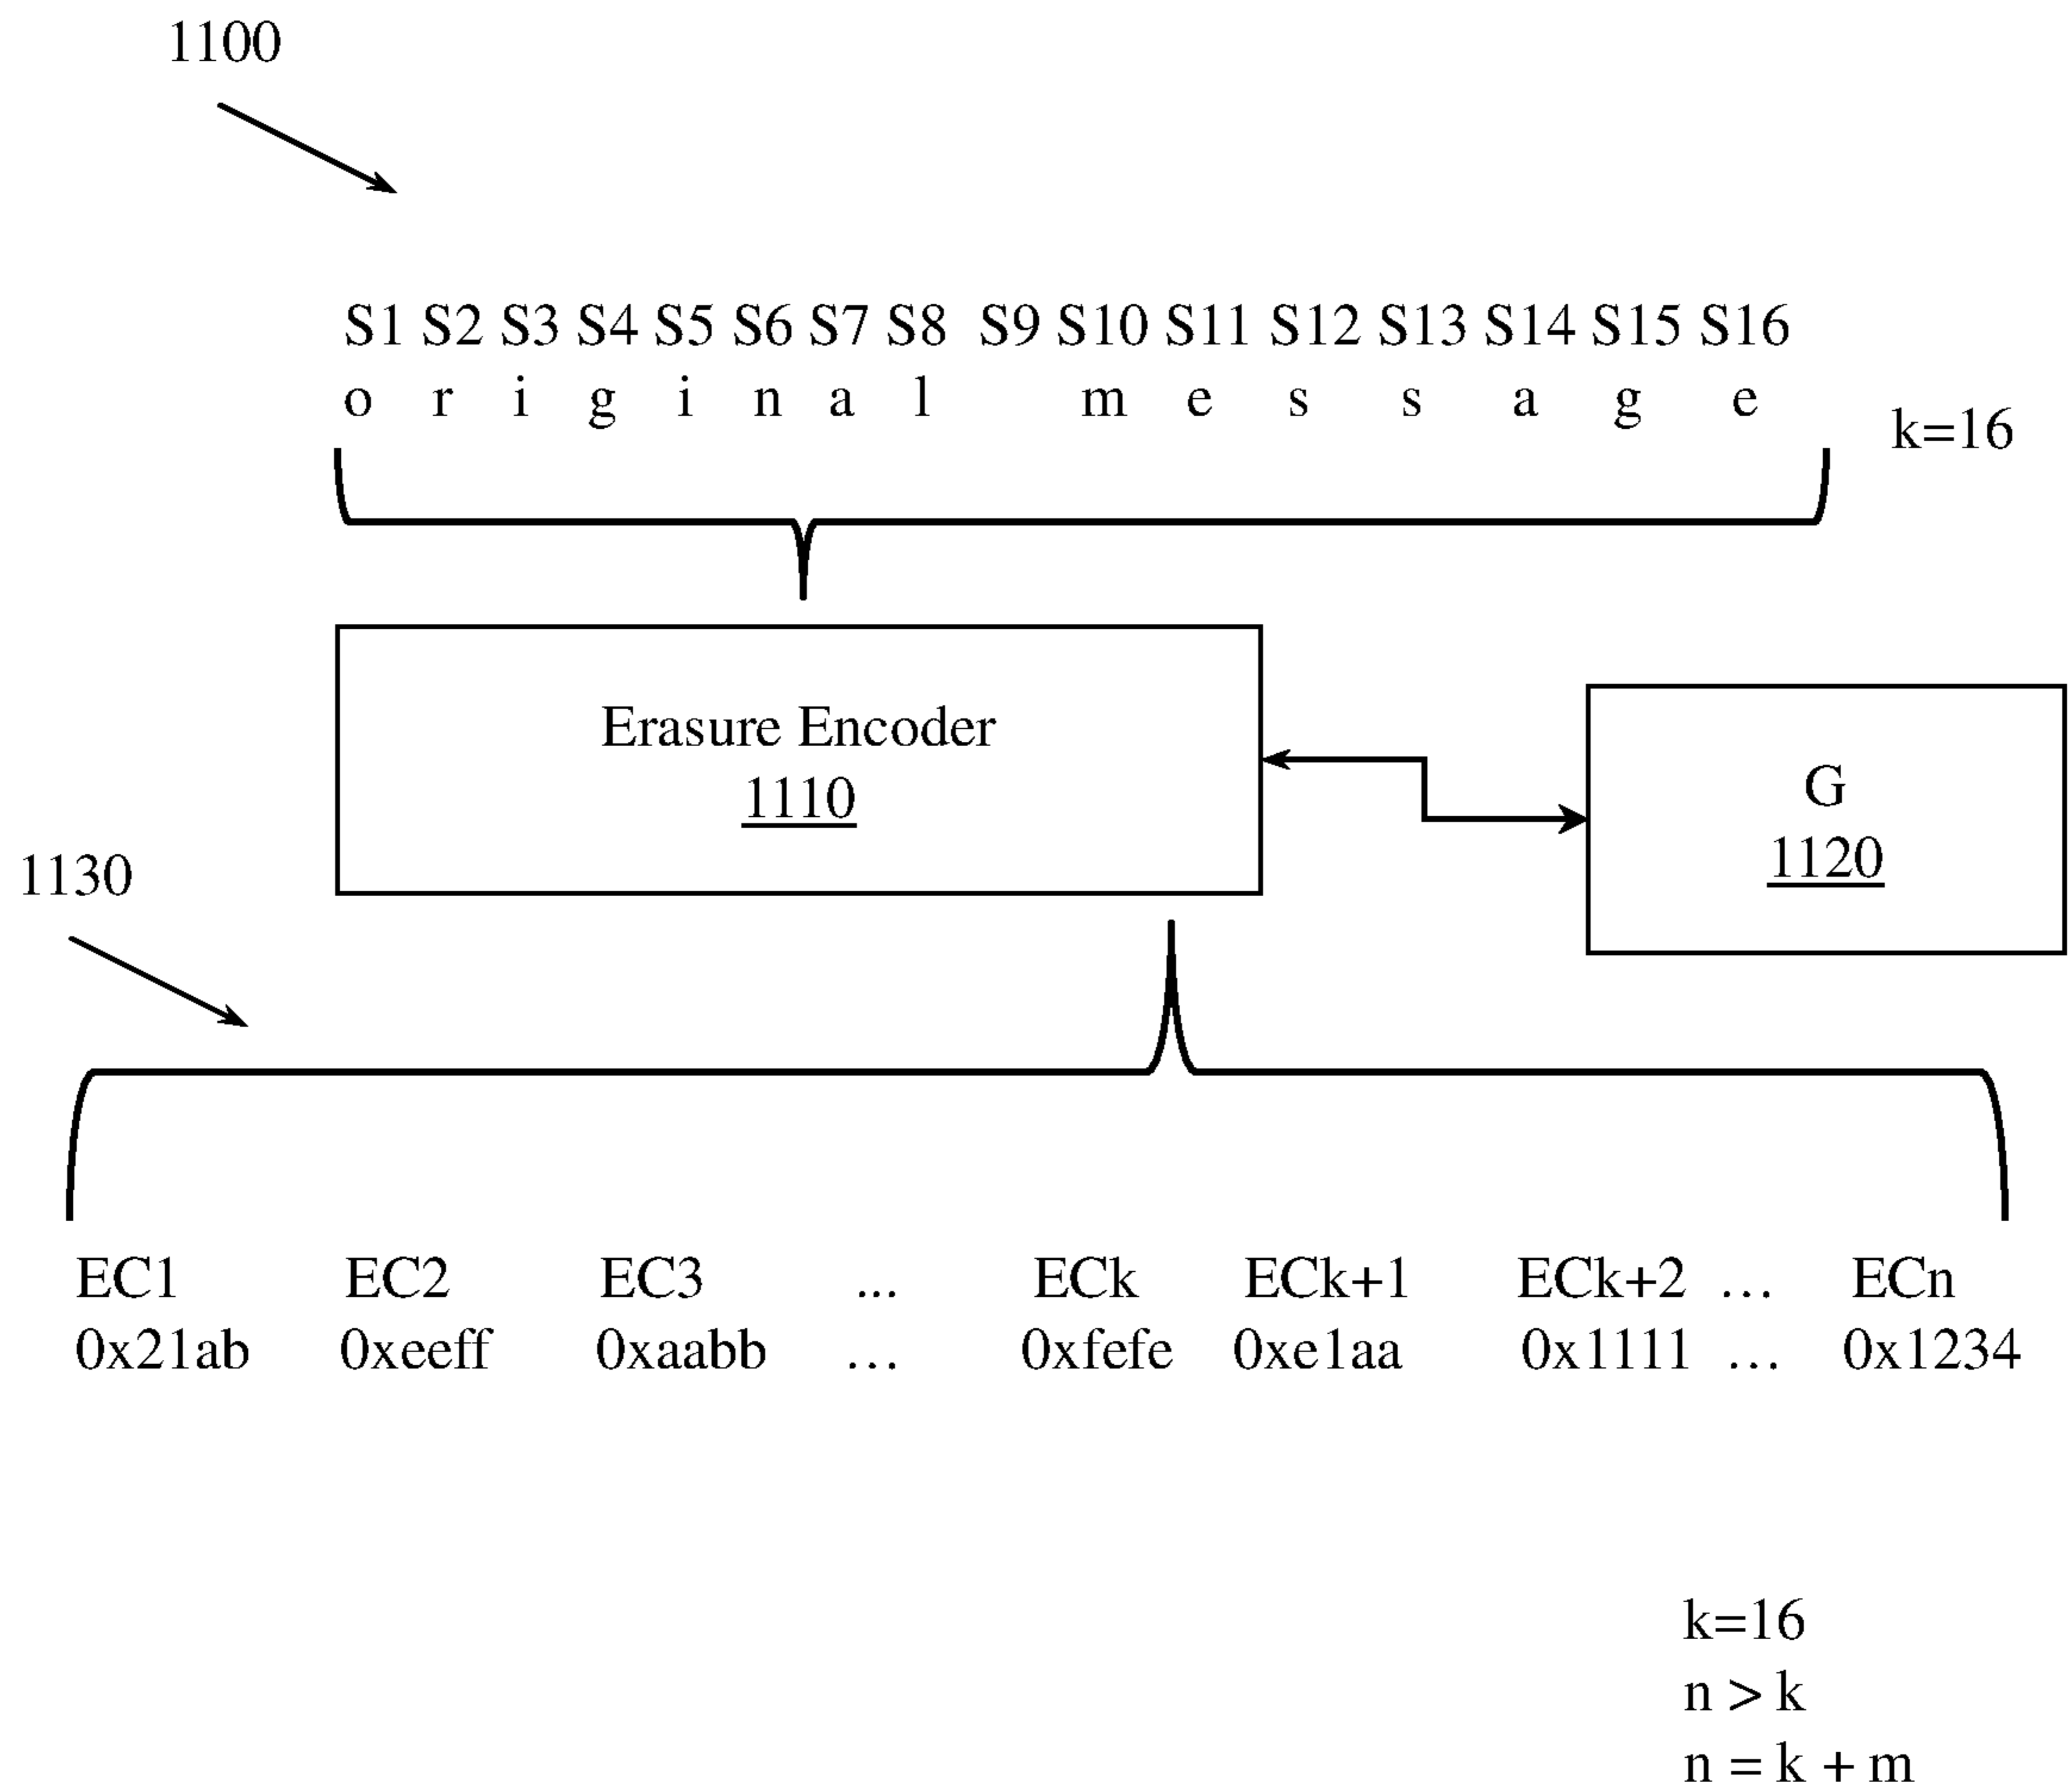 1100
S1 S2 S3 S4 S5 S6 S7 S8 S9 S10 S11 S12 S13 S14 S15 S16
o r i g i n a l m e s s a g e
k=16
Erasure Encoder
1110
G
1120
1130
EC1 EC2 EC3 ... ECk ECk+1 ECk+2 ... ECn
0x21ab 0xeeff 0xaabb ... 0xfefe 0xe1aa 0x1111 ... 0x1234
k=16
n > k
n = k + m